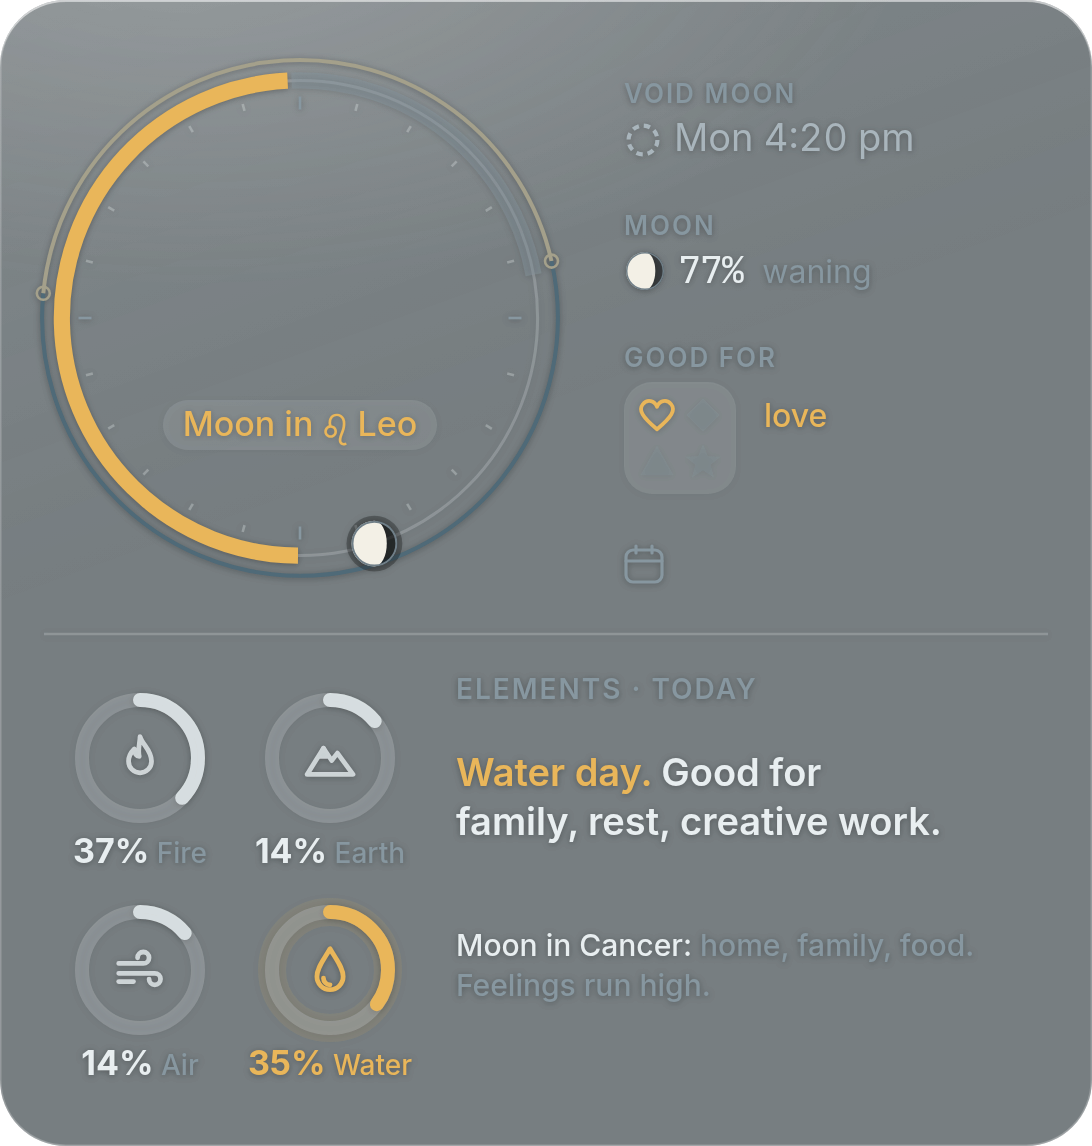 VOID MOON
Mon 4:20 pm
MOON
77% waning
GOOD FOR
love
Moon in ♌ Leo
ELEMENTS · TODAY
Water day. Good for
family, rest, creative work.
37% Fire
14% Earth
Moon in Cancer: home, family, food.
Feelings run high.
14% Air
35% Water